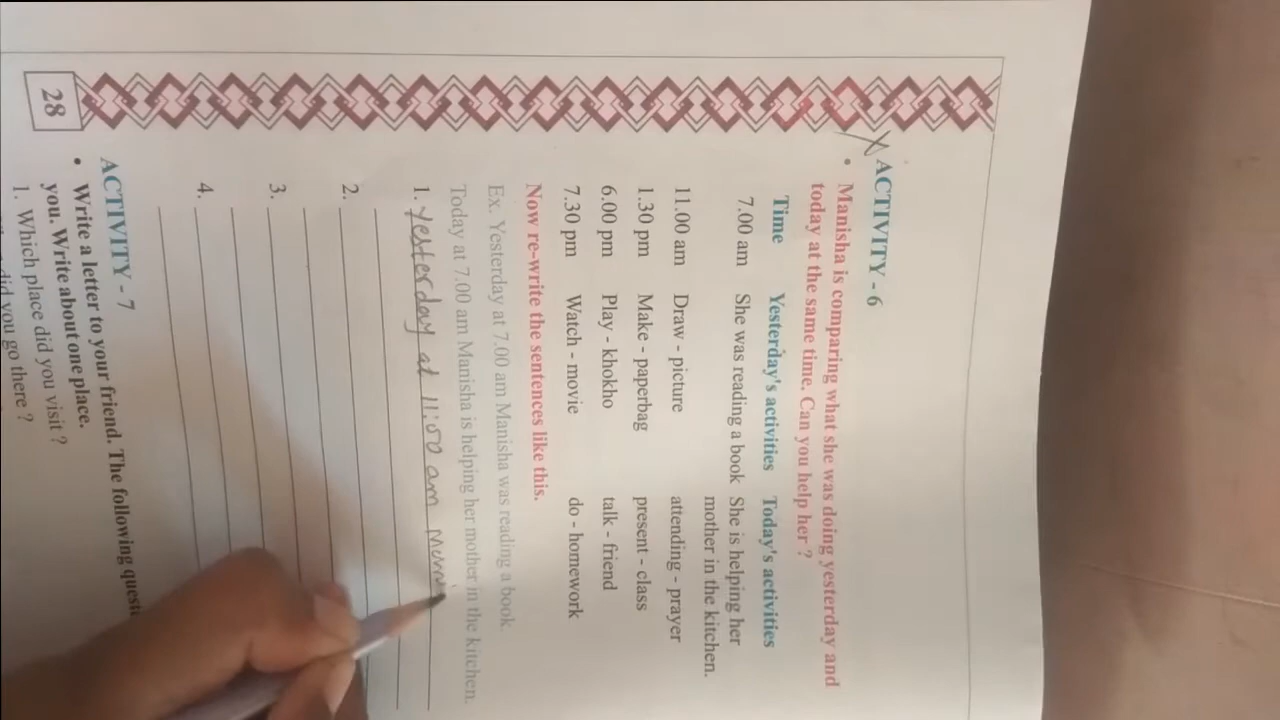 ACTIVITY - 6
• Manisha is comparing what she was doing yesterday and
today at the same time. Can you help her ?
Time Yesterday's activities Today's activities
7.00 am She was reading a book She is helping her
mother in the kitchen.
11.00 am Draw - picture attending - prayer
1.30 pm Make - paperbag present - class
6.00 pm Play - khokho talk - friend
7.30 pm Watch - movie do - homework
Now re-write the sentences like this.
Ex. Yesterday at 7.00 am Manisha was reading a book.
Today at 7.00 am Manisha is helping her mother in the kitchen.
1. Yesterday at 11:00 am
2.
3.
4.
ACTIVITY - 7
• Write a letter to your friend. The following
you. Write about one place.
1. Which place did you visit ?
did you go there ?
28